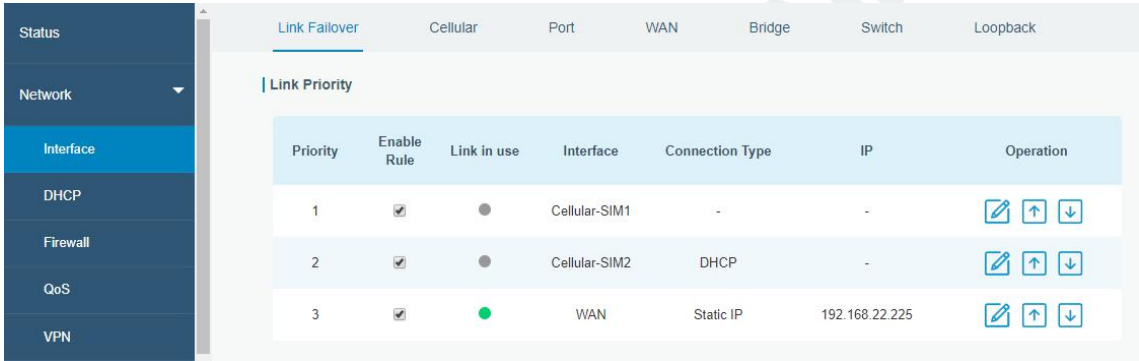 Status
Network
Interface
DHCP
Firewall
QoS
VPN
Link Failover Cellular Port WAN Bridge Switch Loopback
Link Priority
Priority Enable Rule Link in use Interface Connection Type IP Operation
1 Cellular-SIM1 - -
2 Cellular-SIM2 DHCP -
3 WAN Static IP 192.168.22.225